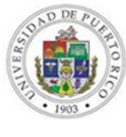 UNIVERSIDAD DE PUERTO RICO
• 1903 •